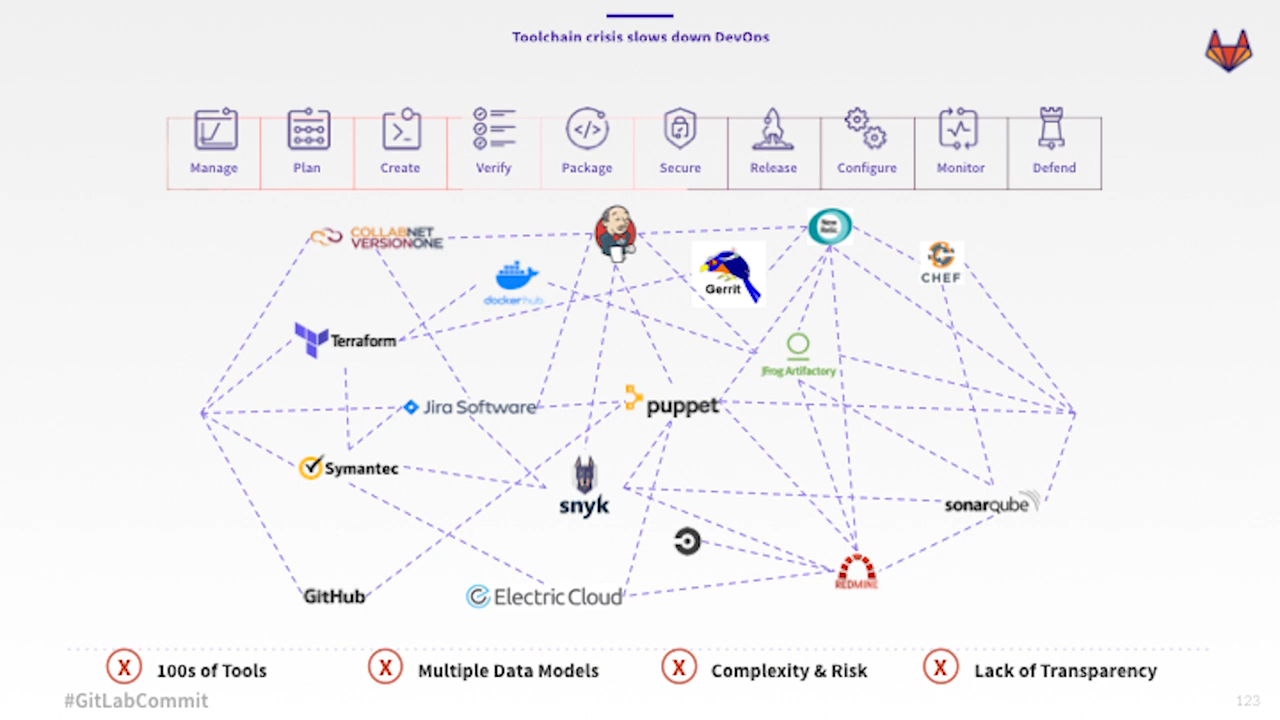 Toolchain crisis slows down DevOps
Manage
Plan
Create
Verify
Package
Secure
Release
Configure
Monitor
Defend
COLLABNET
VERSIONONE
New
Relic.
CHEF
dockerhub
Gerrit
Terraform
JFrog Artifactory
Jira Software
puppet
Symantec
snyk
sonarqube
GitHub
Electric Cloud
REDMINE
X 100s of Tools
X Multiple Data Models
X Complexity & Risk
X Lack of Transparency
#GitLabCommit
123